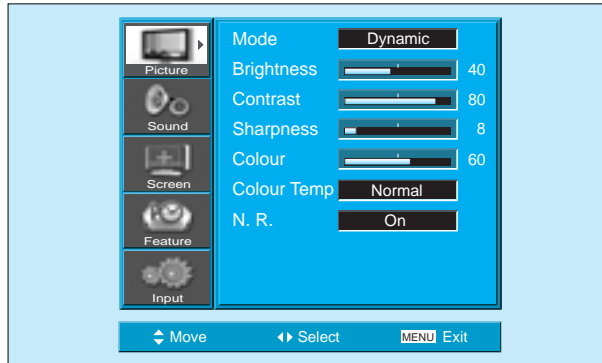 Picture
Sound
Screen
Feature
Input
Mode Dynamic
Brightness 40
Contrast 80
Sharpness 8
Colour 60
Colour Temp Normal
N. R. On
Move Select MENU Exit